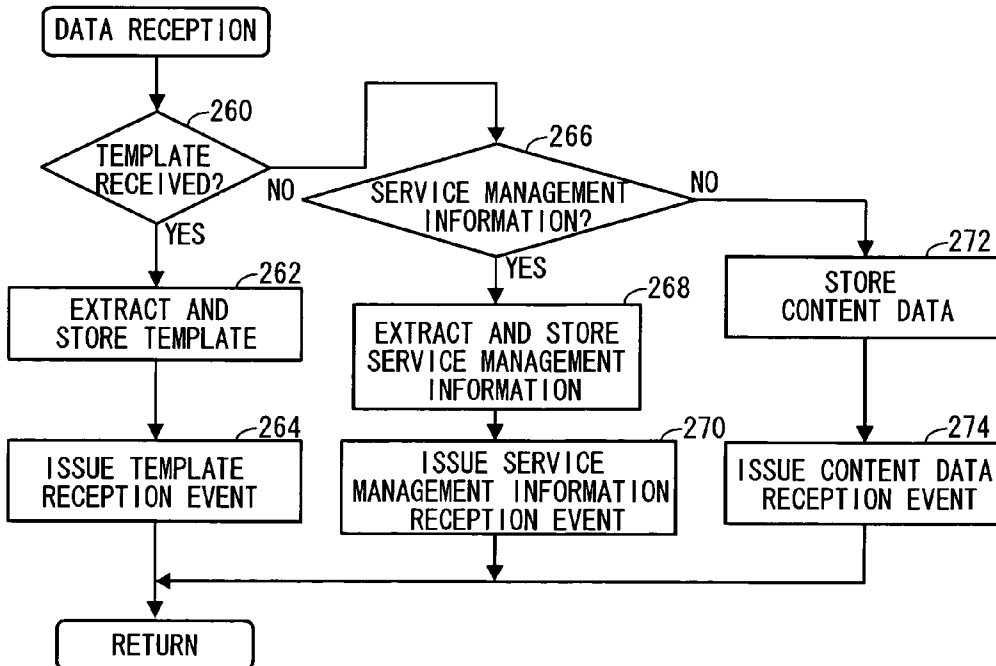 DATA RECEPTION
260
TEMPLATE
RECEIVED?
NO
YES
262
EXTRACT AND
STORE TEMPLATE
264
ISSUE TEMPLATE
RECEPTION EVENT
266
SERVICE MANAGEMENT
INFORMATION?
NO
YES
268
EXTRACT AND STORE
SERVICE MANAGEMENT
INFORMATION
270
ISSUE SERVICE
MANAGEMENT INFORMATION
RECEPTION EVENT
272
STORE
CONTENT DATA
274
ISSUE CONTENT DATA
RECEPTION EVENT
RETURN